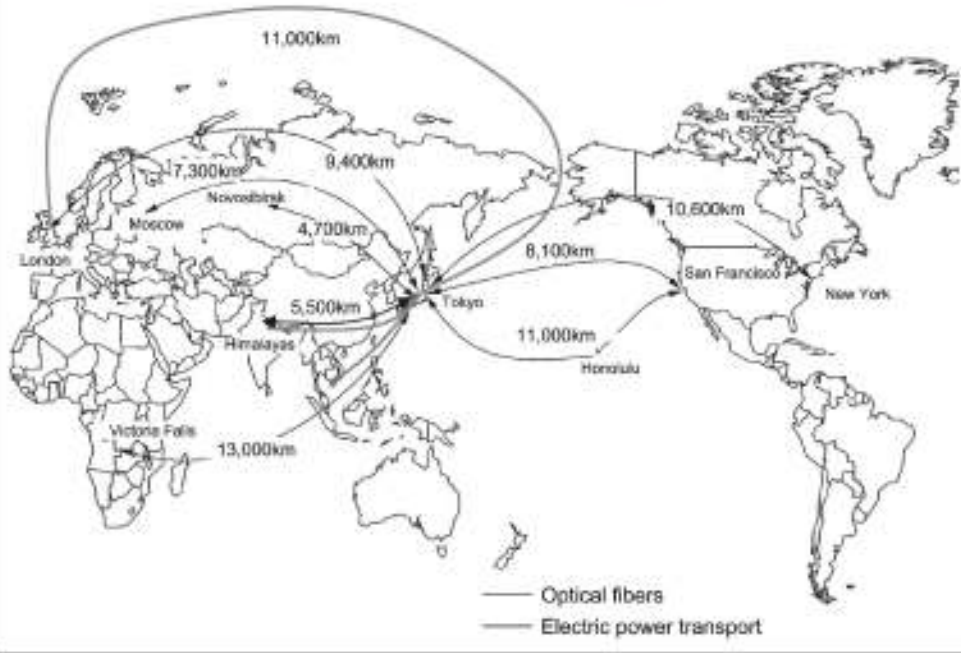 11,000km
9,400km
7,300km
Novosibirsk
10,600km
Moscow
4,700km
8,100km
London
San Francisco
New York
5,500km
Tokyo
11,000km
Himalayas
Honolulu
Victoria Falls
13,000km
Optical fibers
Electric power transport